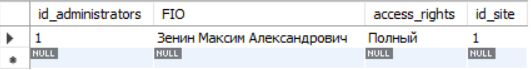 id_administrators FIO access_rights id_site
1 Зенин Максим Александрович Полный 1
NULL NULL NULL NULL